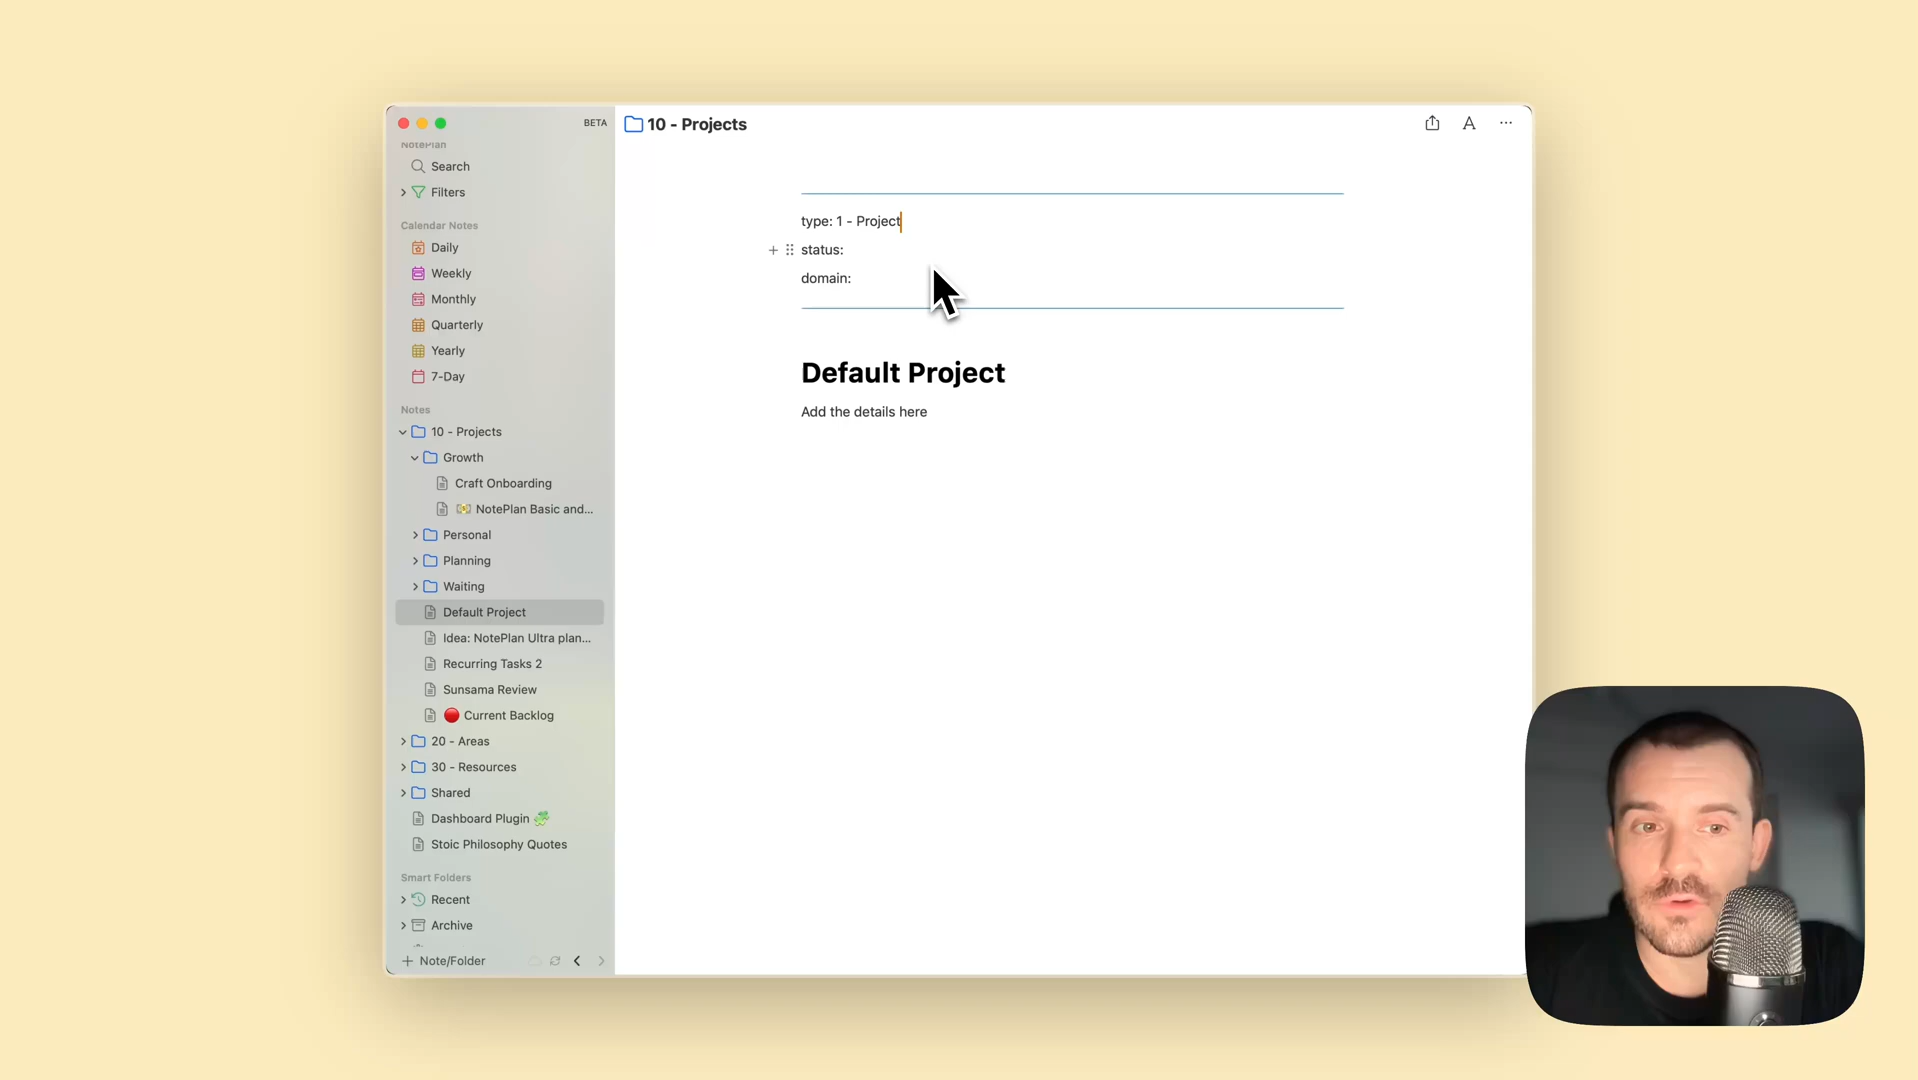 BETA
10 - Projects
NotePlan
Search
Filters
Calendar Notes
Daily
Weekly
Monthly
Quarterly
Yearly
7-Day
Notes
10 - Projects
Growth
Craft Onboarding
NotePlan Basic and...
Personal
Planning
Waiting
Default Project
Idea: NotePlan Ultra plan...
Recurring Tasks 2
Sunsama Review
Current Backlog
20 - Areas
30 - Resources
Shared
Dashboard Plugin
Stoic Philosophy Quotes
Smart Folders
Recent
Archive
Note/Folder
type: 1 - Project
status:
domain:
Default Project
Add the details here